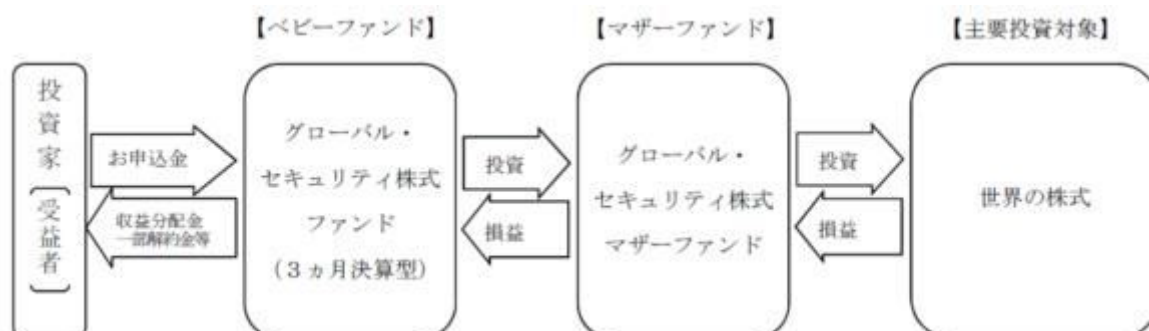 【ベビーファンド】
【マザーファンド】
【主要投資対象】
投資家
〔受益者〕
お申込金
収益分配金
一部解約金等
グローバル・
セキュリティ株式
ファンド
(3ヵ月決算型)
投資
損益
グローバル・
セキュリティ株式
マザーファンド
投資
損益
世界の株式